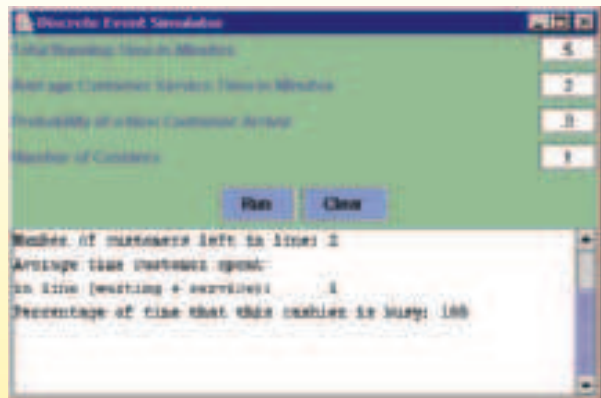 Discrete Event Simulator
Total Running Time in Minutes
5
Average Customer Service Time in Minutes
2
Probability of a New Customer Arrival
Number of Cashiers
1
Run Clear
Number of customers left in line: 2
Average time customer spent
in line (waiting + service):
Percentage of time that this cashier is busy: 100